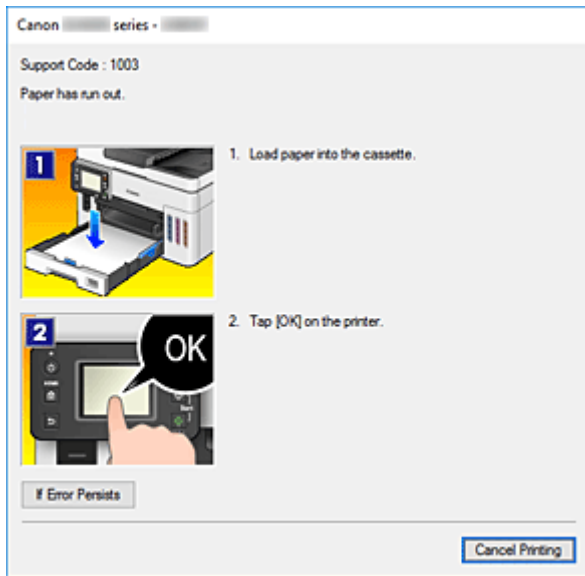 Canon series -
Support Code : 1003
Paper has run out.
1
1. Load paper into the cassette.
2
OK
2. Tap [OK] on the printer.
If Error Persists
Cancel Printing